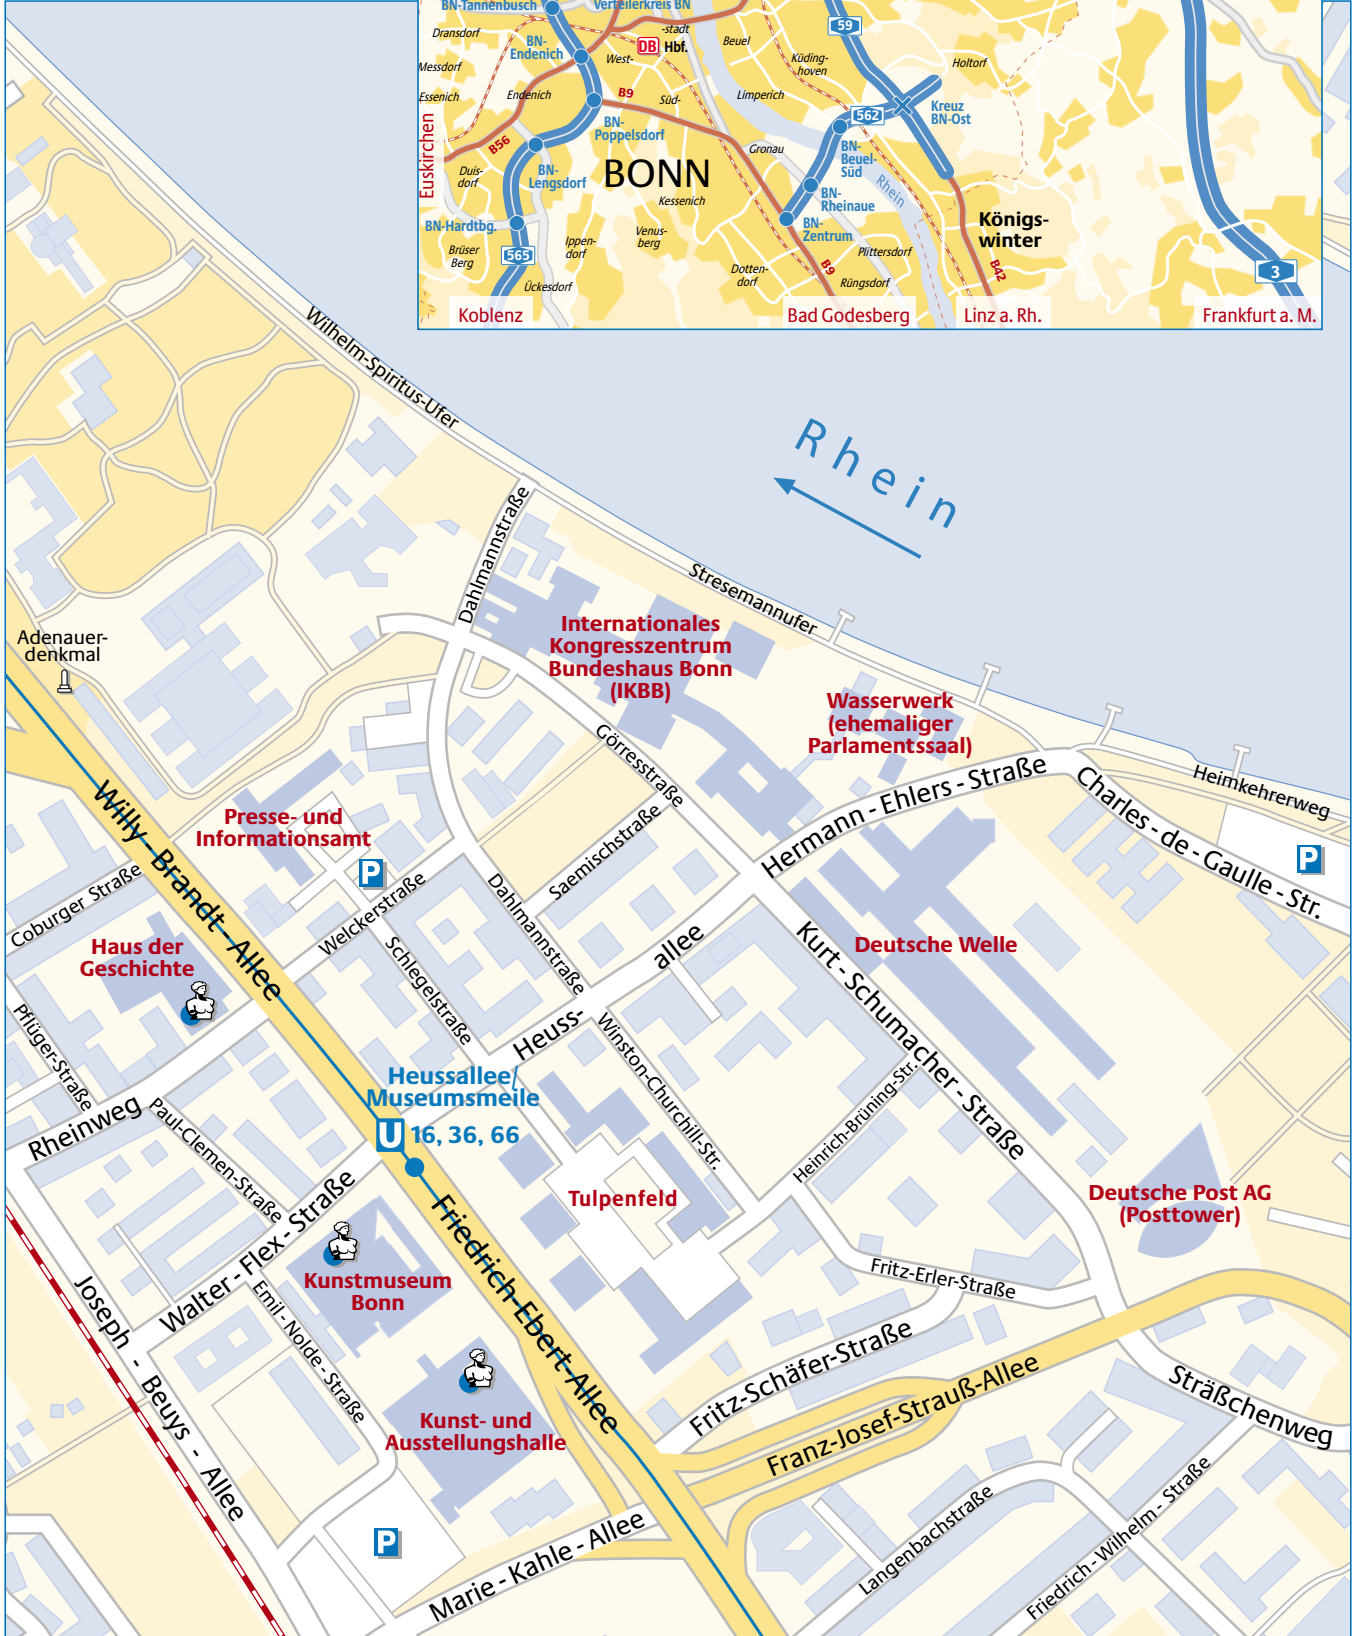 BN-Tannenbusch
Verteilerkreis BN
59
Dransdorf
BN-
Endenich
DB Hbf.
-stadt
West-
Beuel
Küding-
hoven
Holtorf
Messdorf
Essenich
Endenich
B9
Süd-
Limperich
562
Kreuz
BN-Ost
Euskirchen
B56
BN-
Poppelsdorf
Gronau
BN-
Beuel-
Süd
Duis-
dorf
BN-
Lengsdorf
BONN
Kessenich
BN-
Rheinaue
Rhein
BN-Hardtbg.
BN-
Zentrum
Königs-
winter
Brüser
Berg
565
Ippen-
dorf
Venus-
berg
Plittersdorf
Ückesdorf
Dotten-
dorf
B9
Rüngsdorf
B42
3
Koblenz
Bad Godesberg
Linz a. Rh.
Frankfurt a. M.
Wilhelm-Spiritus-Ufer
Rhein
Dahlmannstraße
Stresemannufer
Adenauer-
denkmal
Internationales
Kongresszentrum
Bundeshaus Bonn
(IKBB)
Wasserwerk
(ehemaliger
Parlamentssaal)
Görresstraße
Hermann-Ehlers-Straße
Charles-de-Gaulle-Str.
Heimkehrerweg
P
Willy-Brandt-Allee
Presse- und
Informationsamt
P
Saemischstraße
Coburger Straße
Welckerstraße
Dahlmannstraße
Haus der
Geschichte
Schlegelstraße
Heuss-
allee
Kurt-Schumacher-Straße
Deutsche Welle
Pflüger-Straße
Winston-Churchill-Str.
Heussallee/
Museumsmeile
U 16, 36, 66
Rheinweg
Paul-Clemen-Straße
Heinrich-Brüning-Str.
Tulpenfeld
Deutsche Post AG
(Posttower)
Walter-Flex-Straße
Friedrich-Ebert-Allee
Kunstmuseum
Bonn
Fritz-Erler-Straße
Joseph-Beuys-Allee
Emil-Nolde-Straße
Fritz-Schäfer-Straße
Franz-Josef-Strauß-Allee
Sträßchenweg
Kunst- und
Ausstellungshalle
P
Marie-Kahle-Allee
Langenbachstraße
Friedrich-Wilhelm-Straße